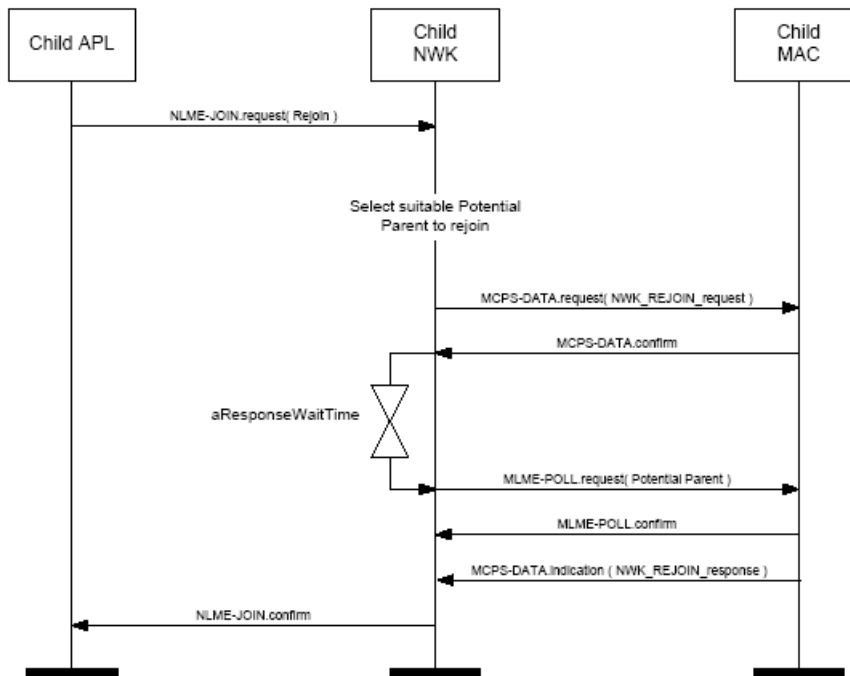 Child APL
Child
NWK
Child
MAC
NLME-JOIN.request( Rejoin )
Select suitable Potential
Parent to rejoin
MCPS-DATA.request( NWK_REJOIN_request )
MCPS-DATA.confirm
aResponseWaitTime
MLME-POLL.request( Potential Parent )
MLME-POLL.confirm
MCPS-DATA.indication ( NWK_REJOIN_response )
NLME-JOIN.confirm